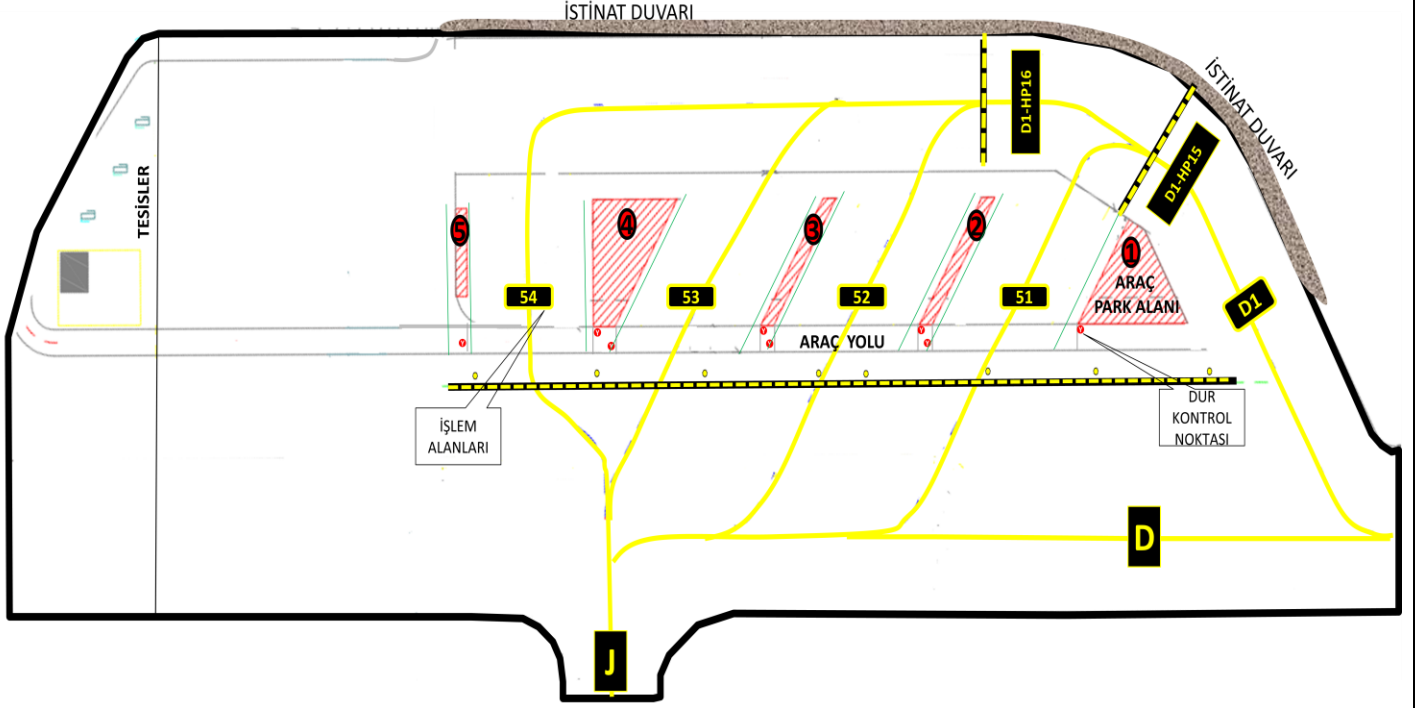 İSTİNAT DUVARI
İSTİNAT DUVARI
D1-HP16
D1-HP15
TESİSLER
5
4
3
2
1
ARAÇ
PARK ALANI
54
53
52
51
D1
ARAÇ YOLU
Y
Y
Y
Y
Y
Y
Y
Y
İŞLEM
ALANLARI
DUR
KONTROL
NOKTASI
D
J